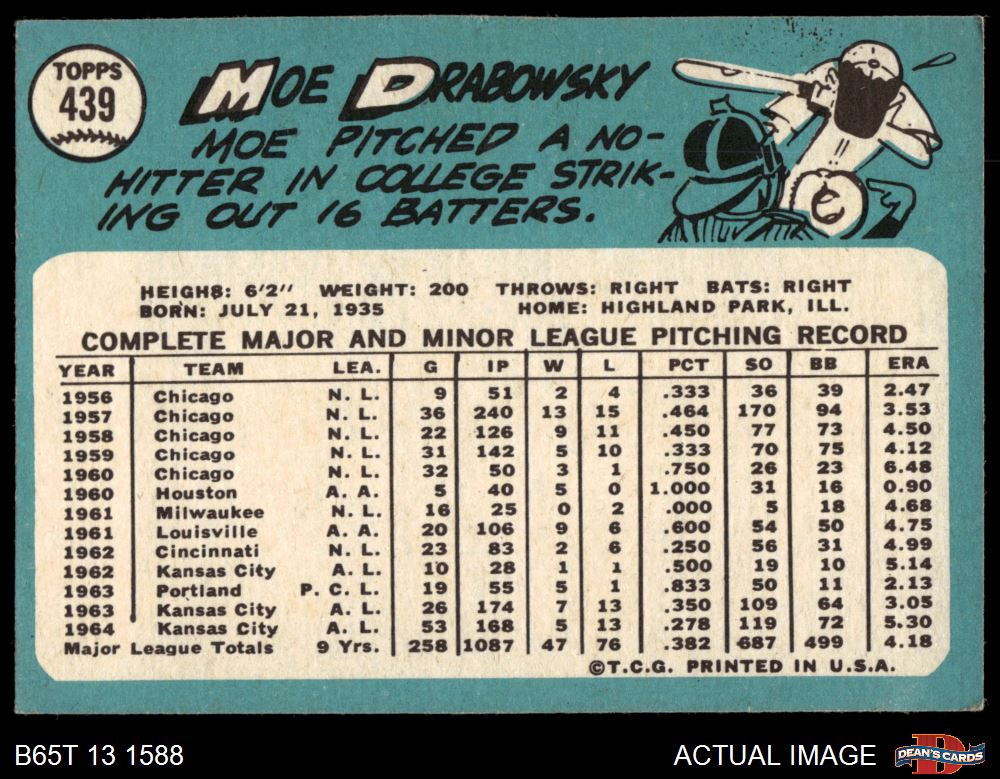 TOPPS
439
MOE DRABOWSKY
MOE PITCHED A NO-
HITTER IN COLLEGE STRIK-
ING OUT 16 BATTERS.
C
HEIGH8: 6'2" WEIGHT: 200 THROWS: RIGHT BATS: RIGHT
BORN: JULY 21, 1935 HOME: HIGHLAND PARK, ILL.
COMPLETE MAJOR AND MINOR LEAGUE PITCHING RECORD
YEAR TEAM LEA. G IP W L PCT SO BB ERA
1956 Chicago N. L. 9 51 2 4 .333 36 39 2.47
1957 Chicago N. L. 36 240 13 15 .464 170 94 3.53
1958 Chicago N. L. 22 126 9 11 .450 77 73 4.50
1959 Chicago N. L. 31 142 5 10 .333 70 75 4.12
1960 Chicago N. L. 32 50 3 1 .750 26 23 6.48
1960 Houston A. A. 5 40 5 0 1.000 31 16 0.90
1961 Milwaukee N. L. 16 25 0 2 .000 5 18 4.68
1961 Louisville A. A. 20 106 9 6 .600 54 50 4.75
1962 Cincinnati N. L. 23 83 2 6 .250 56 31 4.99
1962 Kansas City A. L. 10 28 1 1 .500 19 10 5.14
1963 Portland P. C. L. 19 55 5 1 .833 50 11 2.13
1963 Kansas City A. L. 26 174 7 13 .350 109 64 3.05
1964 Kansas City A. L. 53 168 5 13 .278 119 72 5.30
Major League Totals 9 Yrs. 258 1087 47 76 .382 687 499 4.18
©T.C.G. PRINTED IN U.S.A.
B65T 13 1588 ACTUAL IMAGE DEAN'S CARDS